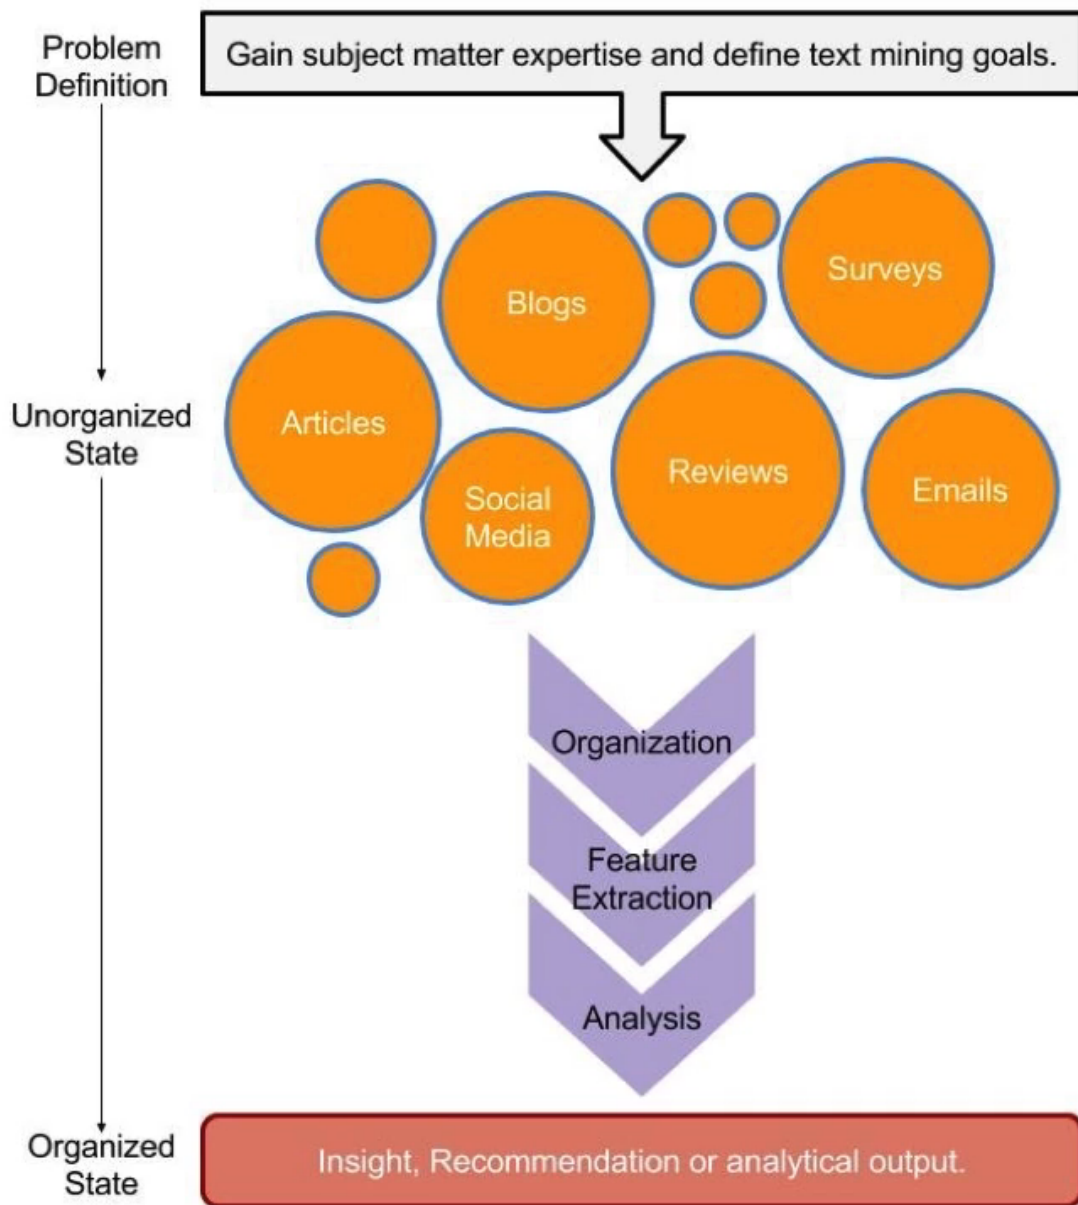 Problem
Definition
Gain subject matter expertise and define text mining goals.
Blogs
Surveys
Articles
Unorganized
State
Social
Media
Reviews
Emails
Organization
Feature
Extraction
Analysis
Organized
State
Insight, Recommendation or analytical output.